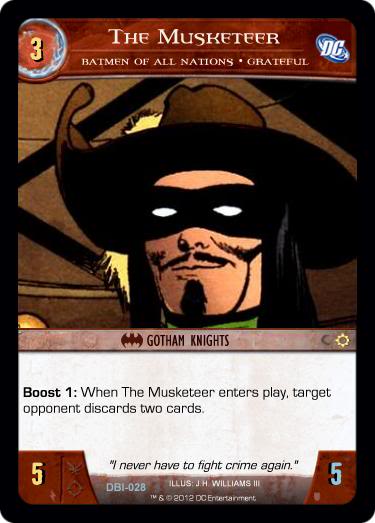 3
The Musketeer
DC
Batmen of All Nations • Grateful
GOTHAM KNIGHTS
Boost 1: When The Musketeer enters play, target
opponent discards two cards.
"I never have to fight crime again."
5
DBI-028
ILLUS: J.H. WILLIAMS III
5
™ & © 2012 DC Entertainment